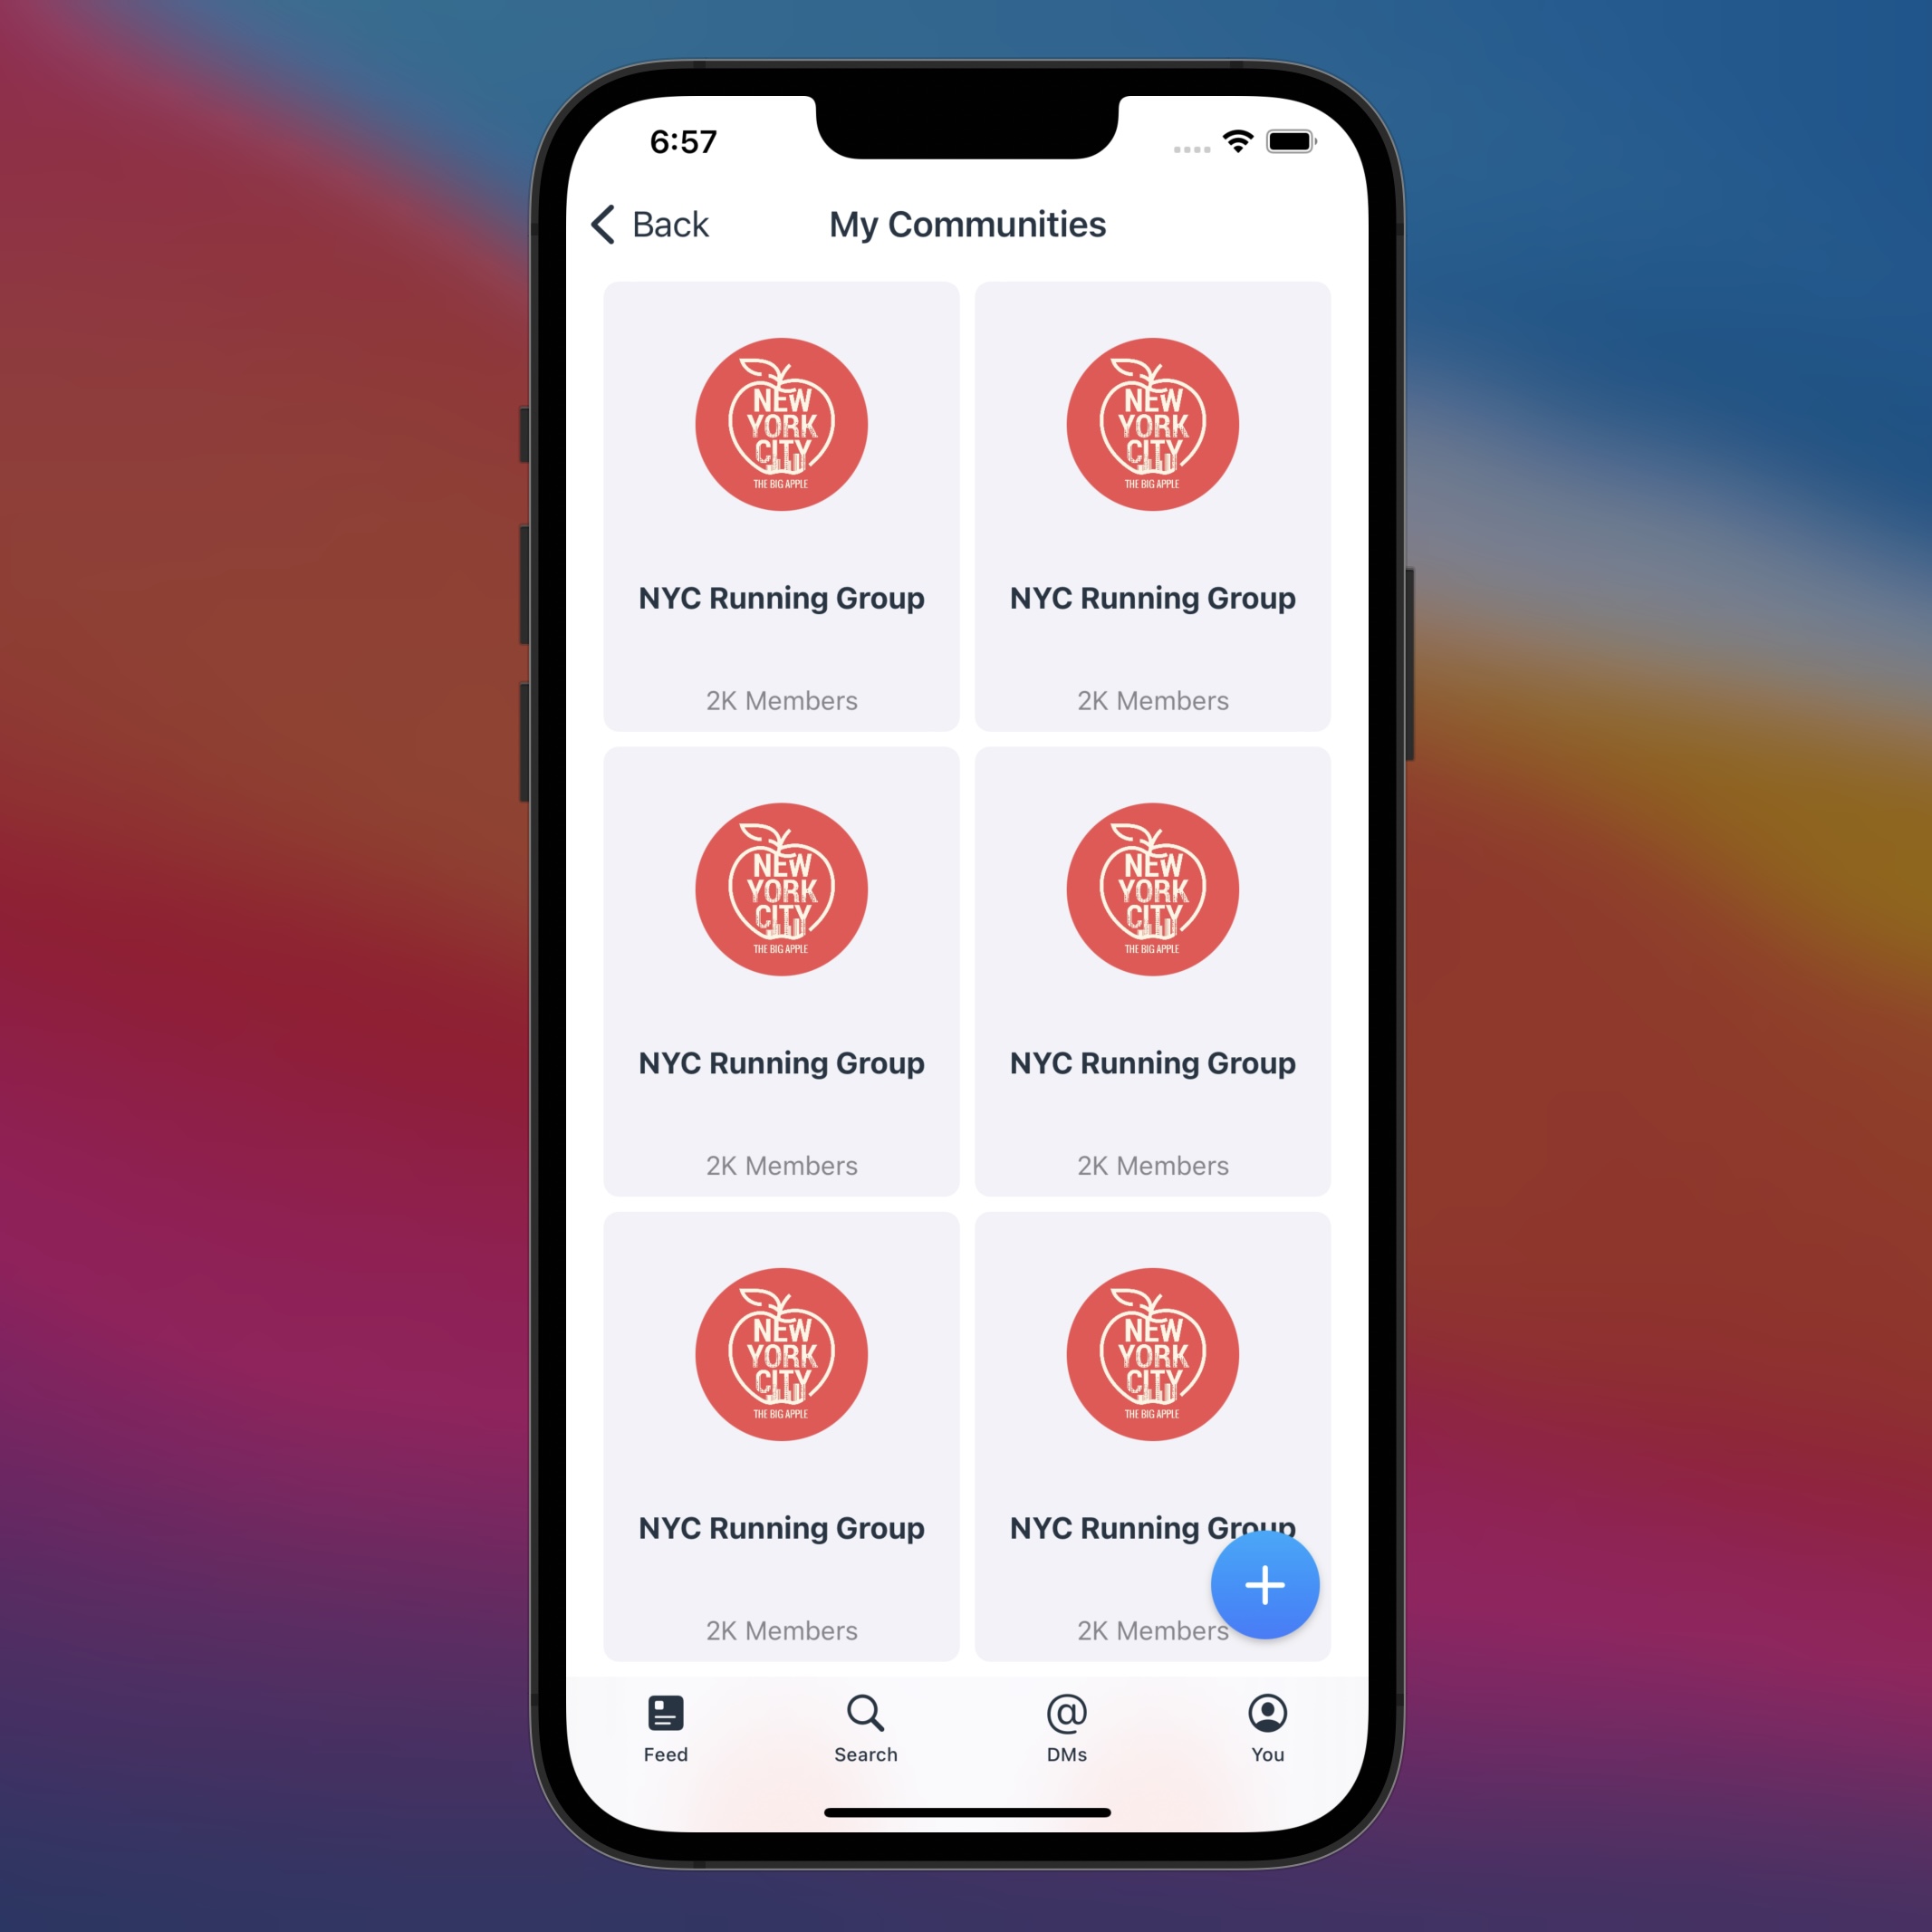 6:57
Back
My Communities
NEW
YORK
CITY
THE BIG APPLE
NEW
YORK
CITY
THE BIG APPLE
NYC Running Group
NYC Running Group
2K Members
2K Members
NEW
YORK
CITY
THE BIG APPLE
NEW
YORK
CITY
THE BIG APPLE
NYC Running Group
NYC Running Group
2K Members
2K Members
NEW
YORK
CITY
THE BIG APPLE
NEW
YORK
CITY
THE BIG APPLE
NYC Running Group
NYC Running Group
2K Members
2K Members
Feed
Search
@
DMs
You